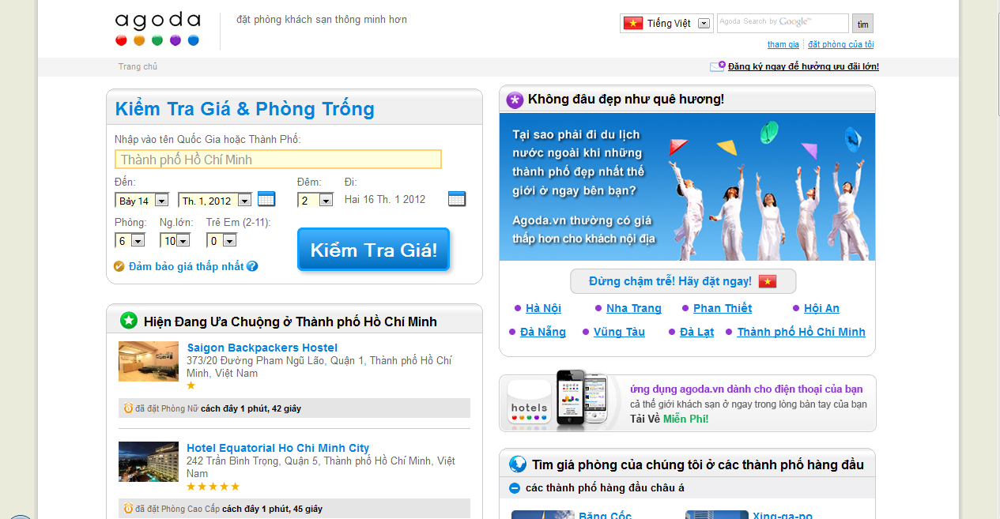 agoda
đặt phòng khách sạn thông minh hơn
Tiếng Việt
Agoda Search by Google™
tìm
tham gia
đặt phòng của tôi
Trang chủ
Đăng ký ngay để hưởng ưu đãi lớn!
Kiểm Tra Giá & Phòng Trống
Nhập vào tên Quốc Gia hoặc Thành Phố:
Thành phố Hồ Chí Minh
Đến: Đêm: Đi:
Bảy 14 Th. 1, 2012 2 Hai 16 Th. 1 2012
Phòng: Ng.lớn: Trẻ Em (2-11):
6 10 0
Kiểm Tra Giá!
Đảm bảo giá thấp nhất ?
Hiện Đang Ưa Chuộng ở Thành phố Hồ Chí Minh
Saigon Backpackers Hostel
373/20 Đường Phạm Ngũ Lão, Quận 1, Thành phố Hồ Chí
Minh, Việt Nam
đã đặt Phòng Nữ cách đây 1 phút, 42 giây
Hotel Equatorial Ho Chi Minh City
242 Trần Bình Trọng, Quận 5, Thành phố Hồ Chí Minh, Việt
Nam
đã đặt Phòng Cao Cấp cách đây 1 phút, 45 giây
Không đâu đẹp như quê hương!
Tại sao phải đi du lịch
nước ngoài khi những
thành phố đẹp nhất thế
giới ở ngay bên bạn?
Agoda.vn thường có giá
thấp hơn cho khách nội địa
Đừng chậm trễ! Hãy đặt ngay!
Hà Nội Nha Trang Phan Thiết Hội An
Đà Nẵng Vũng Tàu Đà Lạt Thành phố Hồ Chí Minh
hotels
agoda
ứng dụng agoda.vn dành cho điện thoại của bạn
cả thế giới khách sạn ở ngay trong lòng bàn tay của bạn
Tải Về Miễn Phí!
Tìm giá phòng của chúng tôi ở các thành phố hàng đầu
các thành phố hàng đầu châu á
Băng Cốc Xing-ga-po